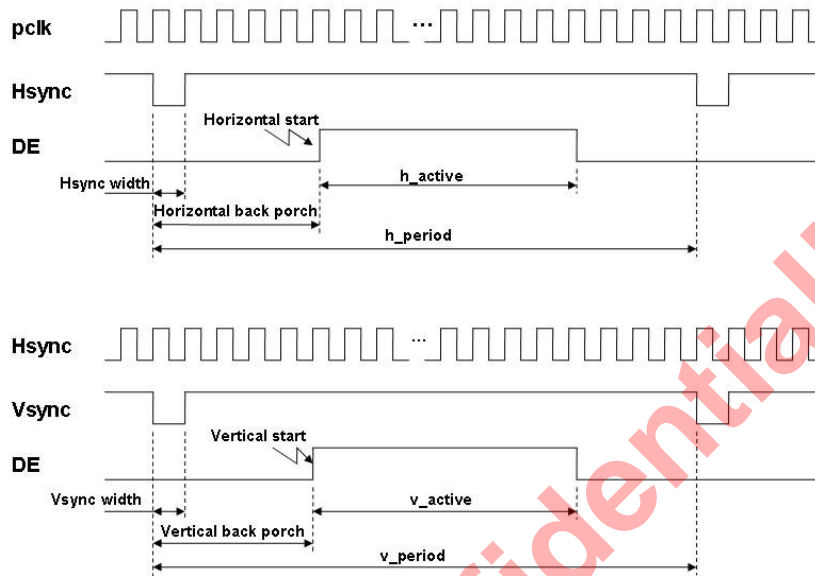 pclk
...
Hsync
Horizontal start
DE
h_active
Hsync width
Horizontal back porch
h_period
Hsync
...
Vsync
Vertical start
DE
v_active
Vsync width
Vertical back porch
v_period
fidential